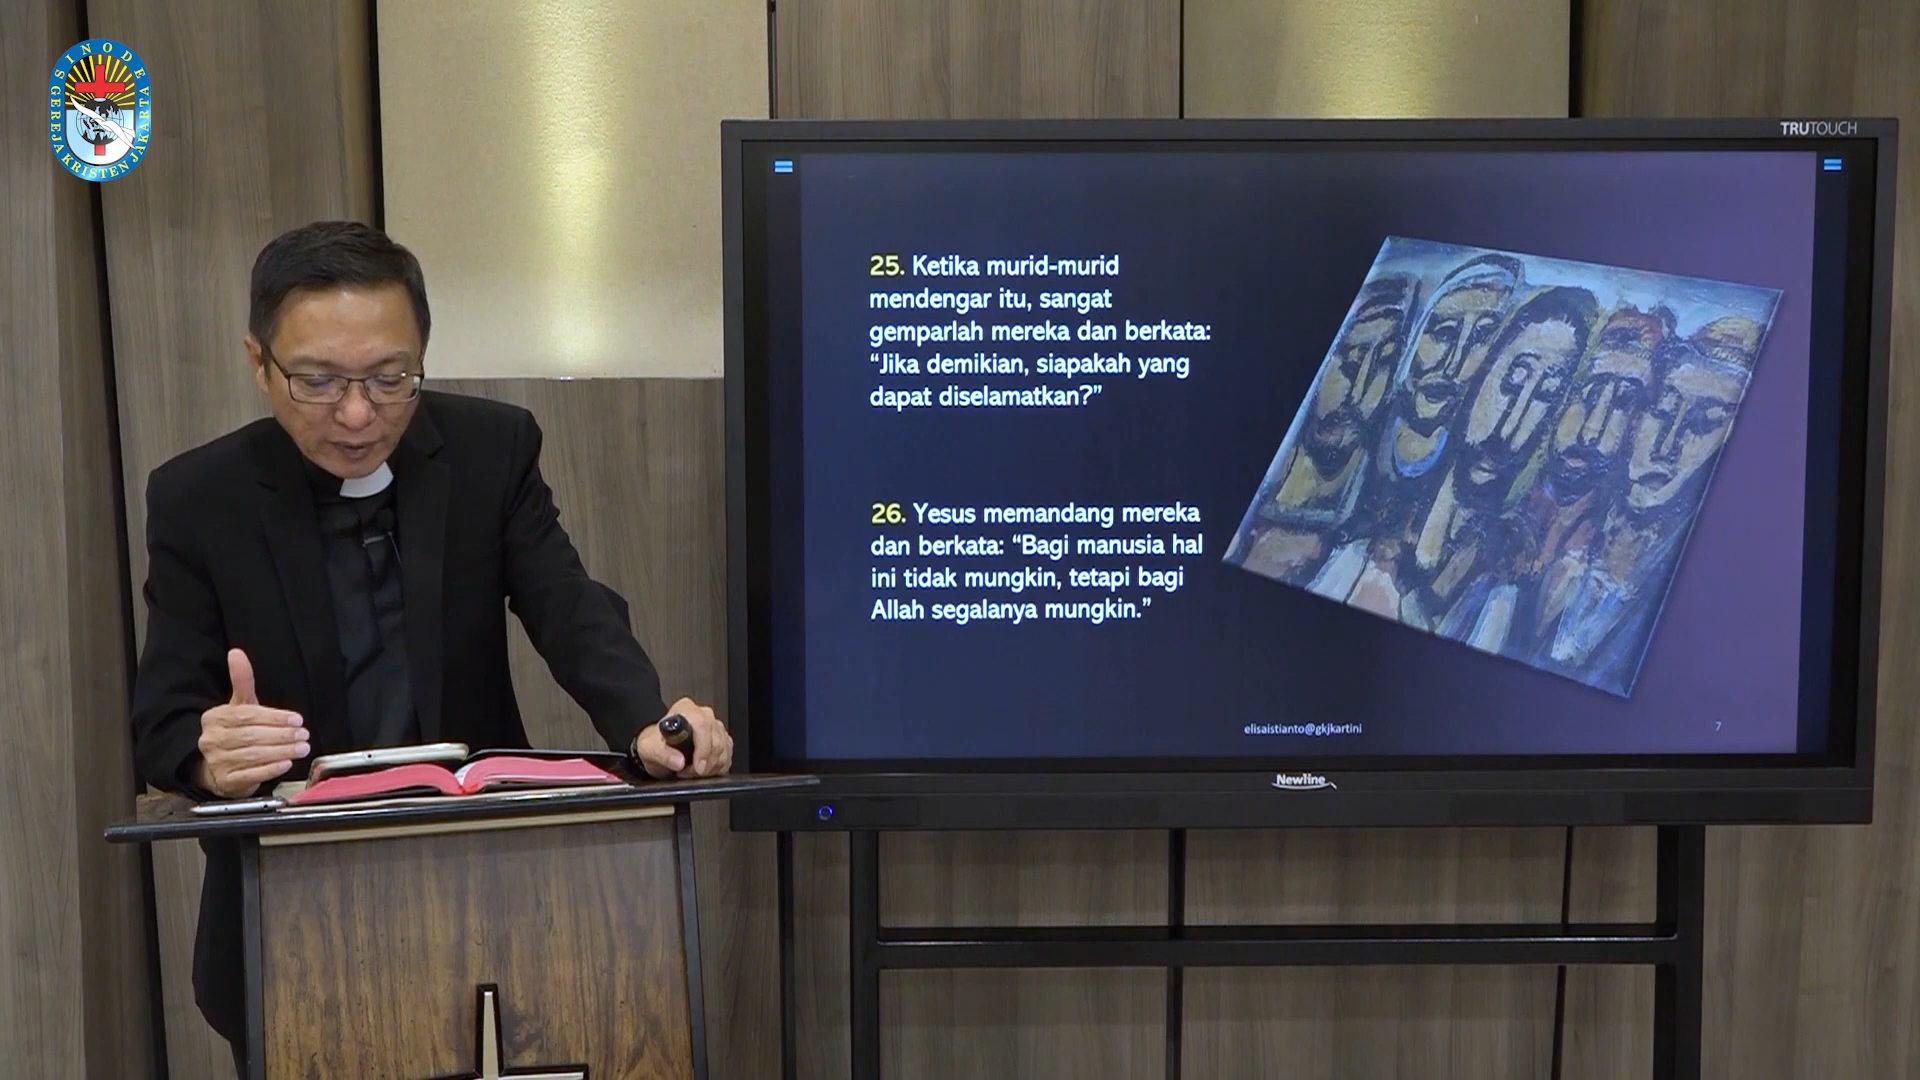 SINODE GEREJA KRISTEN JAKARTA
TRUTOUCH
25. Ketika murid-murid
mendengar itu, sangat
gemparlah mereka dan berkata:
“Jika demikian, siapakah yang
dapat diselamatkan?”
26. Yesus memandang mereka
dan berkata: “Bagi manusia hal
ini tidak mungkin, tetapi bagi
Allah segalanya mungkin.”
elisaistianto@gkjkartini
7
Newline